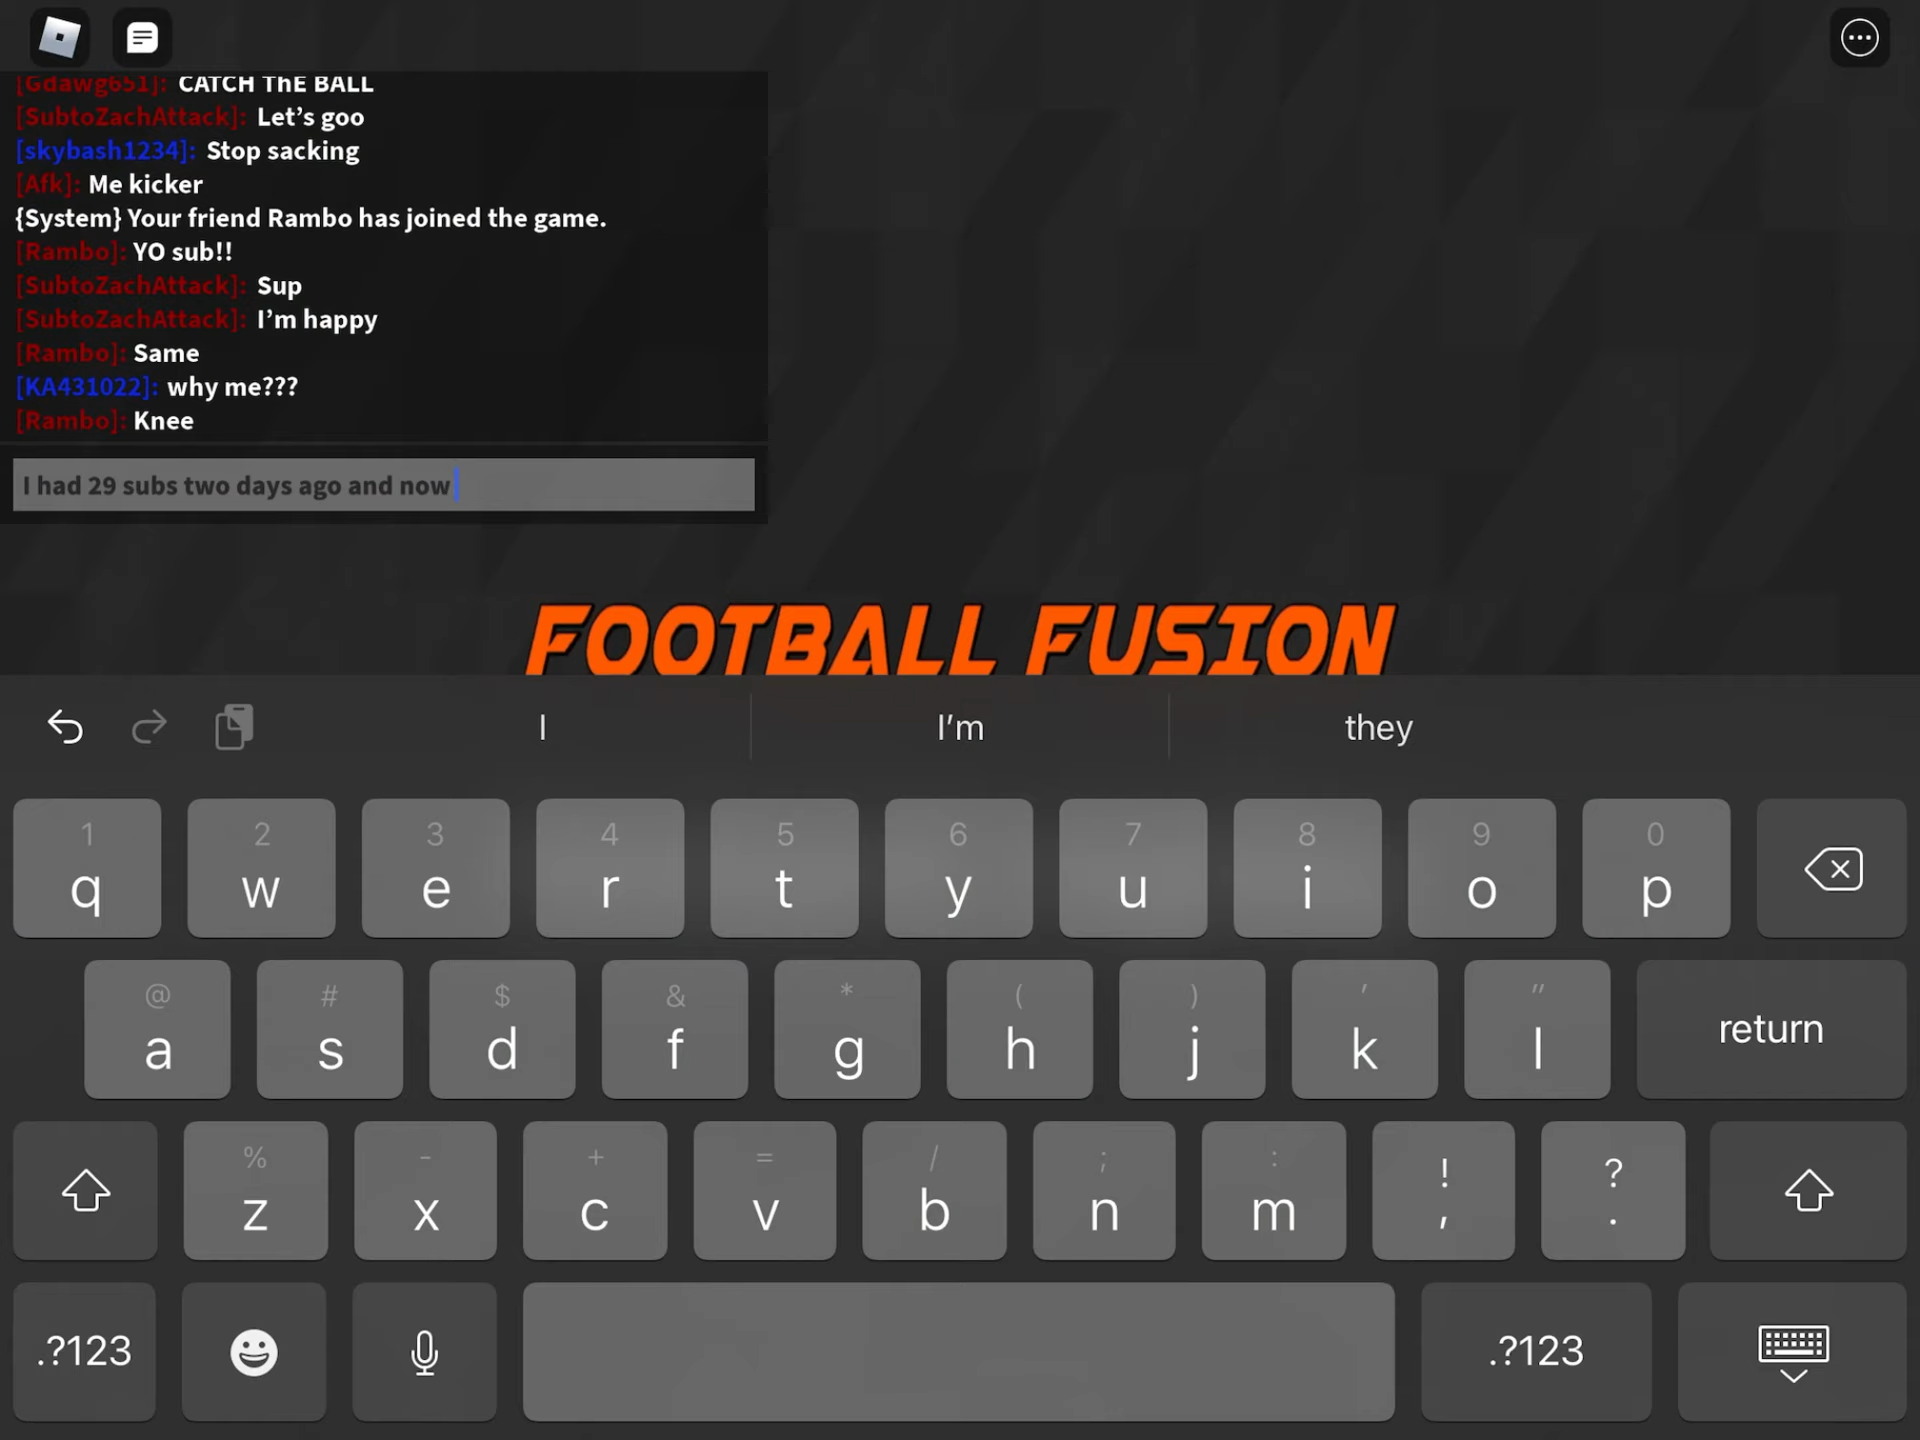 [Gdawg651]: CATCH ThE BALL
[SubtoZachAttack]: Let’s goo
[skybash1234]: Stop sacking
[Afk]: Me kicker
{System} Your friend Rambo has joined the game.
[Rambo]: YO sub!!
[SubtoZachAttack]: Sup
[SubtoZachAttack]: I’m happy
[Rambo]: Same
[KA431022]: why me???
[Rambo]: Knee
I had 29 subs two days ago and now
FOOTBALL FUSION
I I’m they
1 2 3 4 5 6 7 8 9 0
q w e r t y u i o p
@ # $ & * ( ) ' "
a s d f g h j k l return
% - + = / ; : ! ?
z x c v b n m , .
.?123 .?123